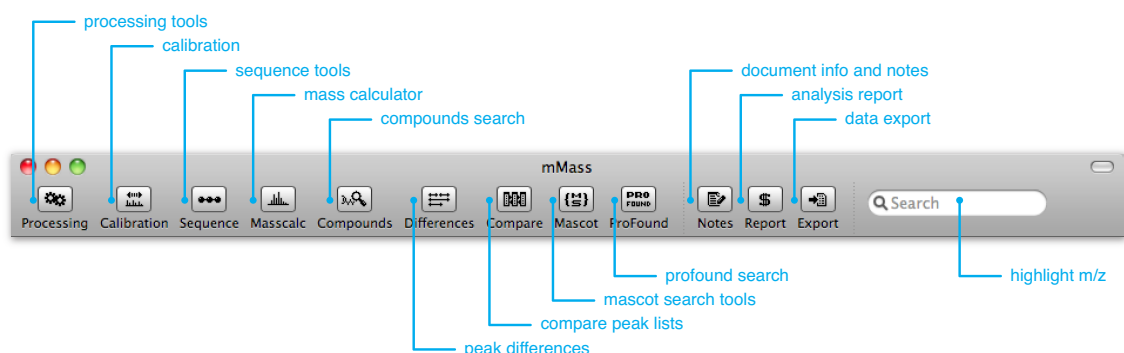 processing tools
calibration
sequence tools
mass calculator
compounds search
document info and notes
analysis report
data export
mMass
PRO
FOUND
{M
S}
$
Search
Processing Calibration Sequence Masscalc Compounds Differences Compare Mascot ProFound Notes Report Export
profound search
highlight m/z
mascot search tools
compare peak lists
peak differences